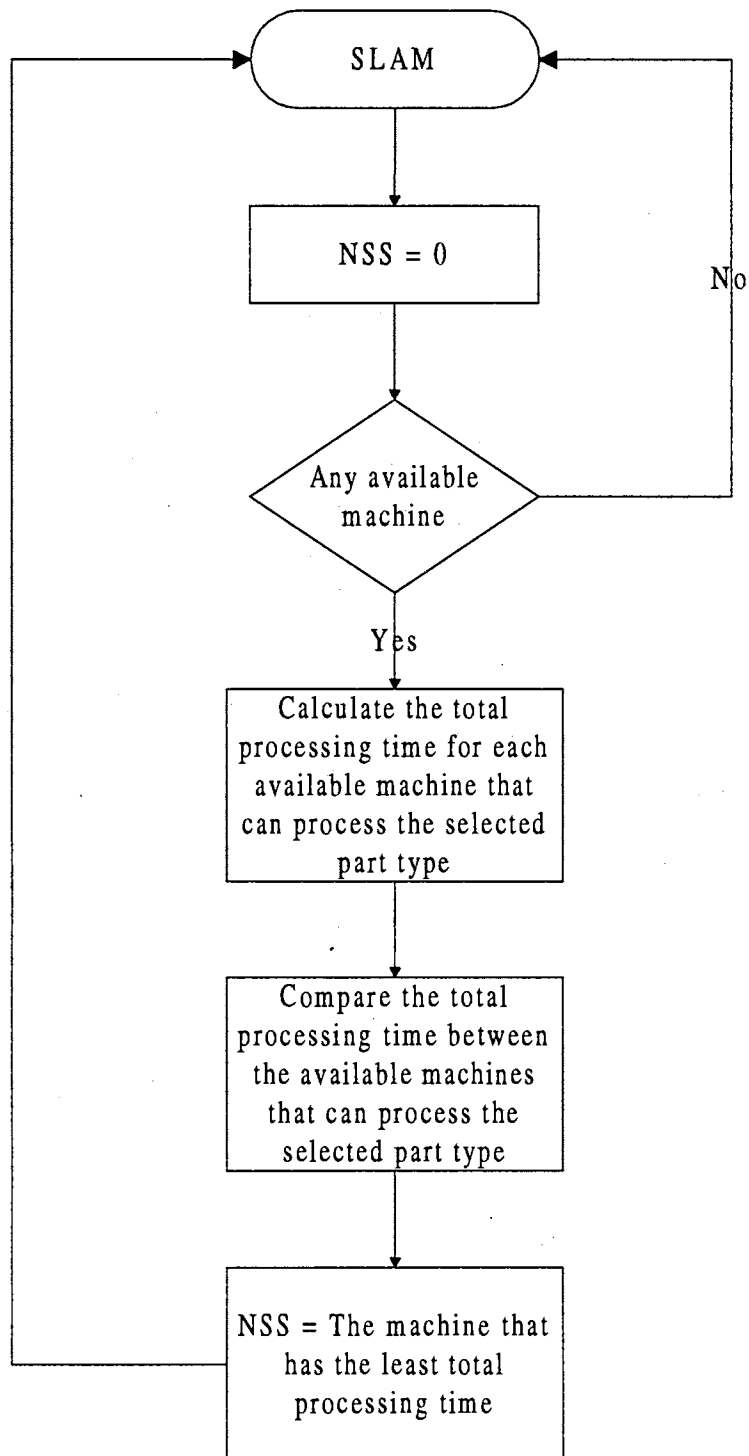 SLAM
NSS = 0
No
Any available
machine
Yes
Calculate the total
processing time for each
available machine that
can process the selected
part type
Compare the total
processing time between
the available machines
that can process the
selected part type
NSS = The machine that
has the least total
processing time